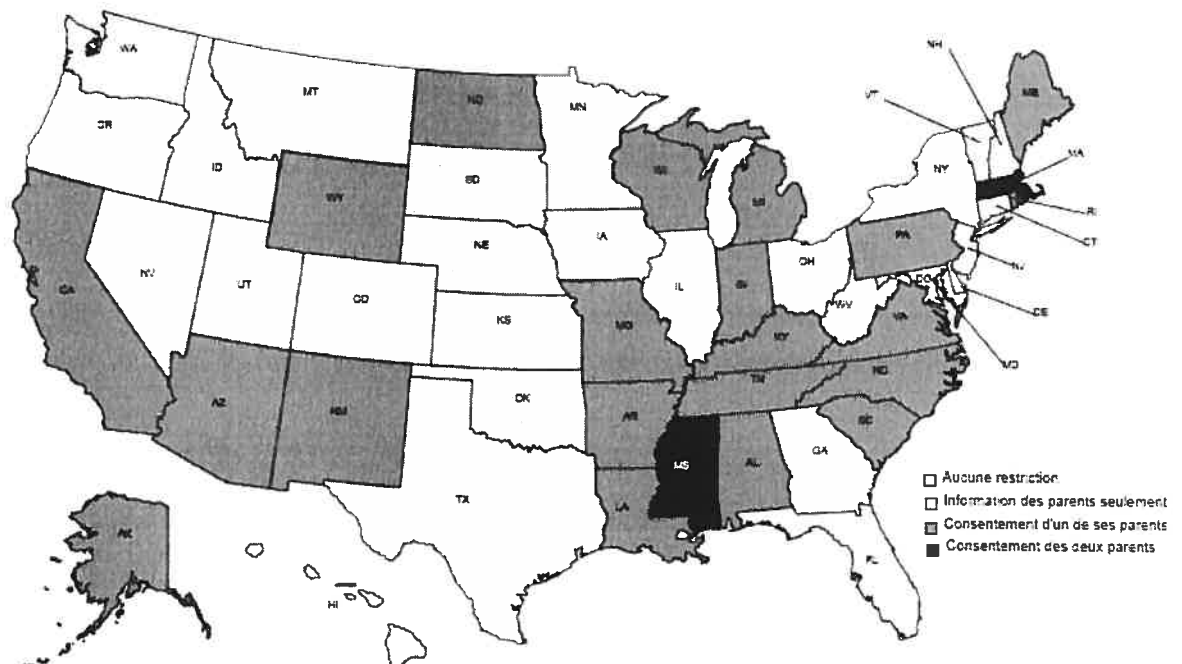 WA
MT
ND
MN
OR
ID
SD
WY
NE
IA
NV
UT
CO
KS
CA
AZ
NM
OK
TX
MO
AR
LA
IL
WI
MI
IN
OH
KY
TN
MS
AL
GA
FL
SC
NC
VA
WV
DC
PA
NY
VT
NH
ME
MA
RI
CT
NJ
DE
MD
AK
HI
Aucune restriction
Information des parents seulement
Consentement d'un de ses parents
Consentement des deux parents